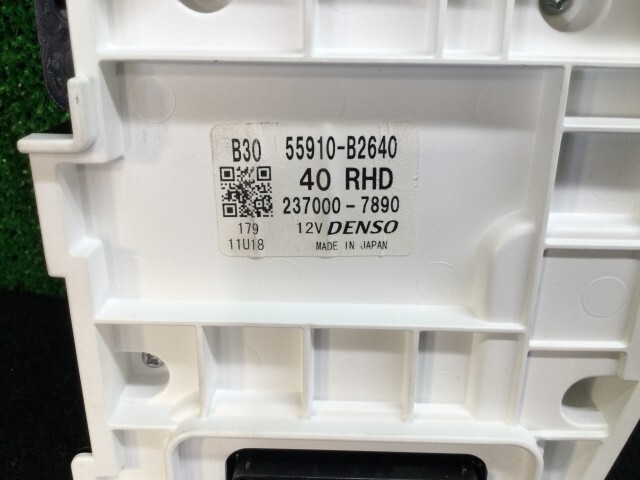 B30 55910-B2640
40 RHD
237000-7890
179 12V DENSO
11U18 MADE IN JAPAN